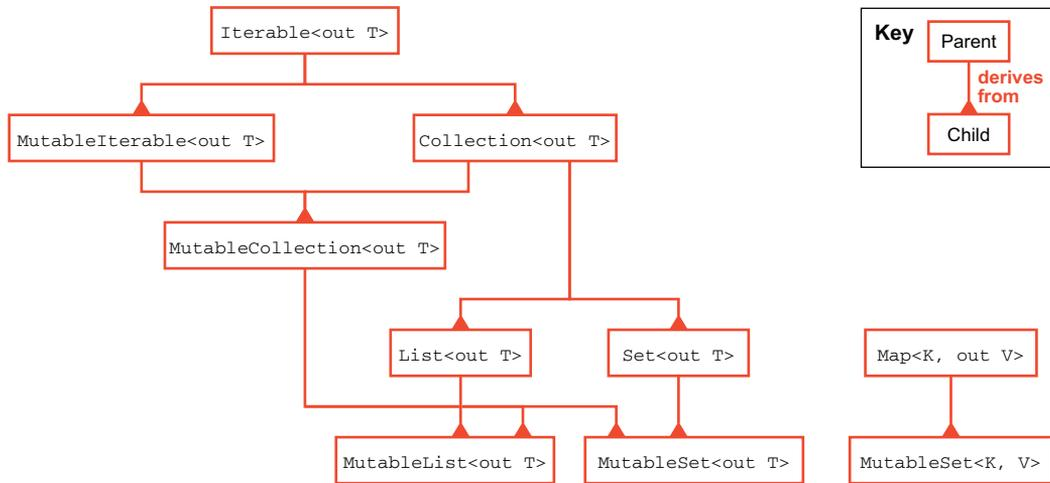 Iterable<out T>
Key
Parent
derives
from
Child
MutableIterable<out T>
Collection<out T>
MutableCollection<out T>
List<out T>
Set<out T>
Map<K, out V>
MutableList<out T>
MutableSet<out T>
MutableSet<K, V>